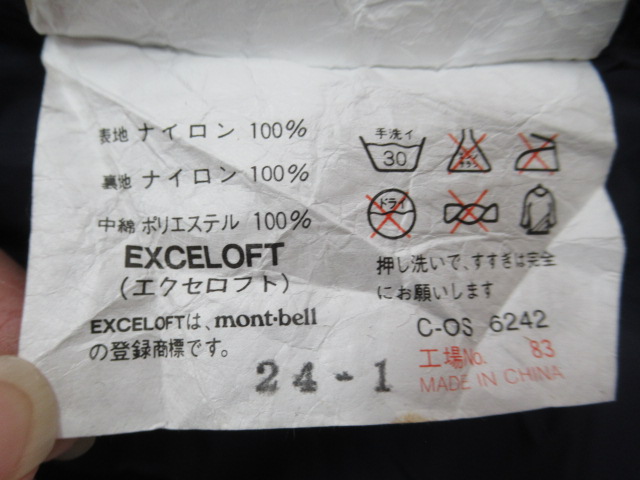 表地 ナイロン 100%
裏地 ナイロン 100%
中綿 ポリエステル 100%
EXCELOFT
(エクセロフト)
EXCELOFTは、mont-bell
の登録商標です。
24-1
手洗イ
30
ドライ
押し洗いで、すすぎは完全
にお願いします
C-OS 6242
工場No. 83
MADE IN CHINA